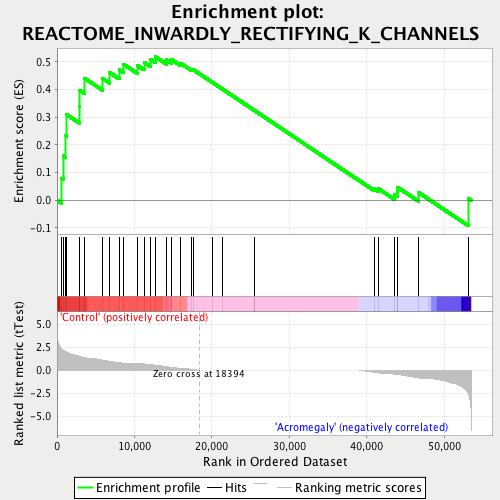 Enrichment plot:
REACTOME_INWARDLY_RECTIFYING_K_CHANNELS
Enrichment score (ES)
0.5
0.4
0.3
0.2
0.1
0.0
-0.1
'Control' (positively correlated)
Ranked list metric (tTest)
5.0
2.5
0.0
-2.5
-5.0
Zero cross at 18394
'Acromegaly' (negatively correlated)
0
10,000
20,000
30,000
40,000
50,000
Rank in Ordered Dataset
Enrichment profile
Hits
Ranking metric scores